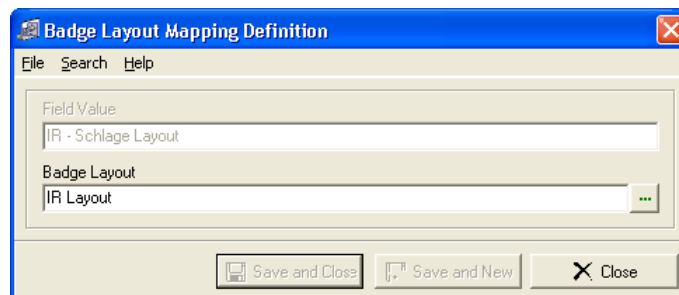 Badge Layout Mapping Definition
File Search Help
Field Value
IR - Schlage Layout
Badge Layout
IR Layout
...
Save and Close Save and New Close